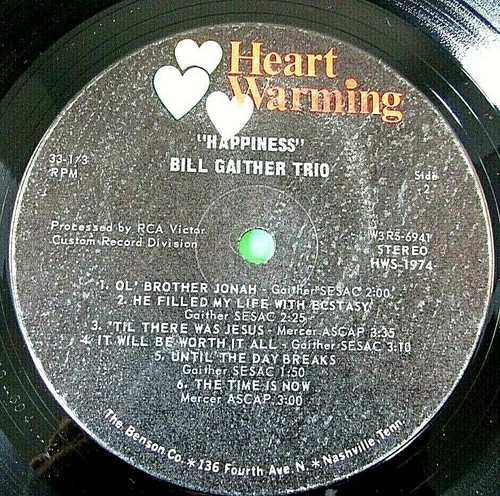 Heart
Warming
"HAPPINESS"
BILL GAITHER TRIO
33-1/3
RPM
Side
2
Processed by RCA Victor
Custom Record Division
W3RS-6941
STEREO
HWS-1974
1. OL' BROTHER JONAH - Gaither SESAC 2:00
2. HE FILLED MY LIFE WITH ECSTASY
Gaither SESAC 2:25
3. 'TIL THERE WAS JESUS - Mercer ASCAP 3:35
4. IT WILL BE WORTH IT ALL - Gaither SESAC 3:10
5. UNTIL THE DAY BREAKS
Gaither SESAC 1:50
6. THE TIME IS NOW
Mercer ASCAP 3:00
The Benson Co. * 136 Fourth Ave. N. * Nashville Tenn.